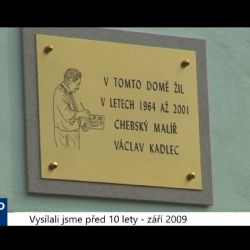 V TOMTO DOMĚ ŽIL
V LETECH 1964 AŽ 2001
CHEBSKÝ MALÍŘ
VÁCLAV KADLEC
Vysílali jsme před 10 lety - září 2009